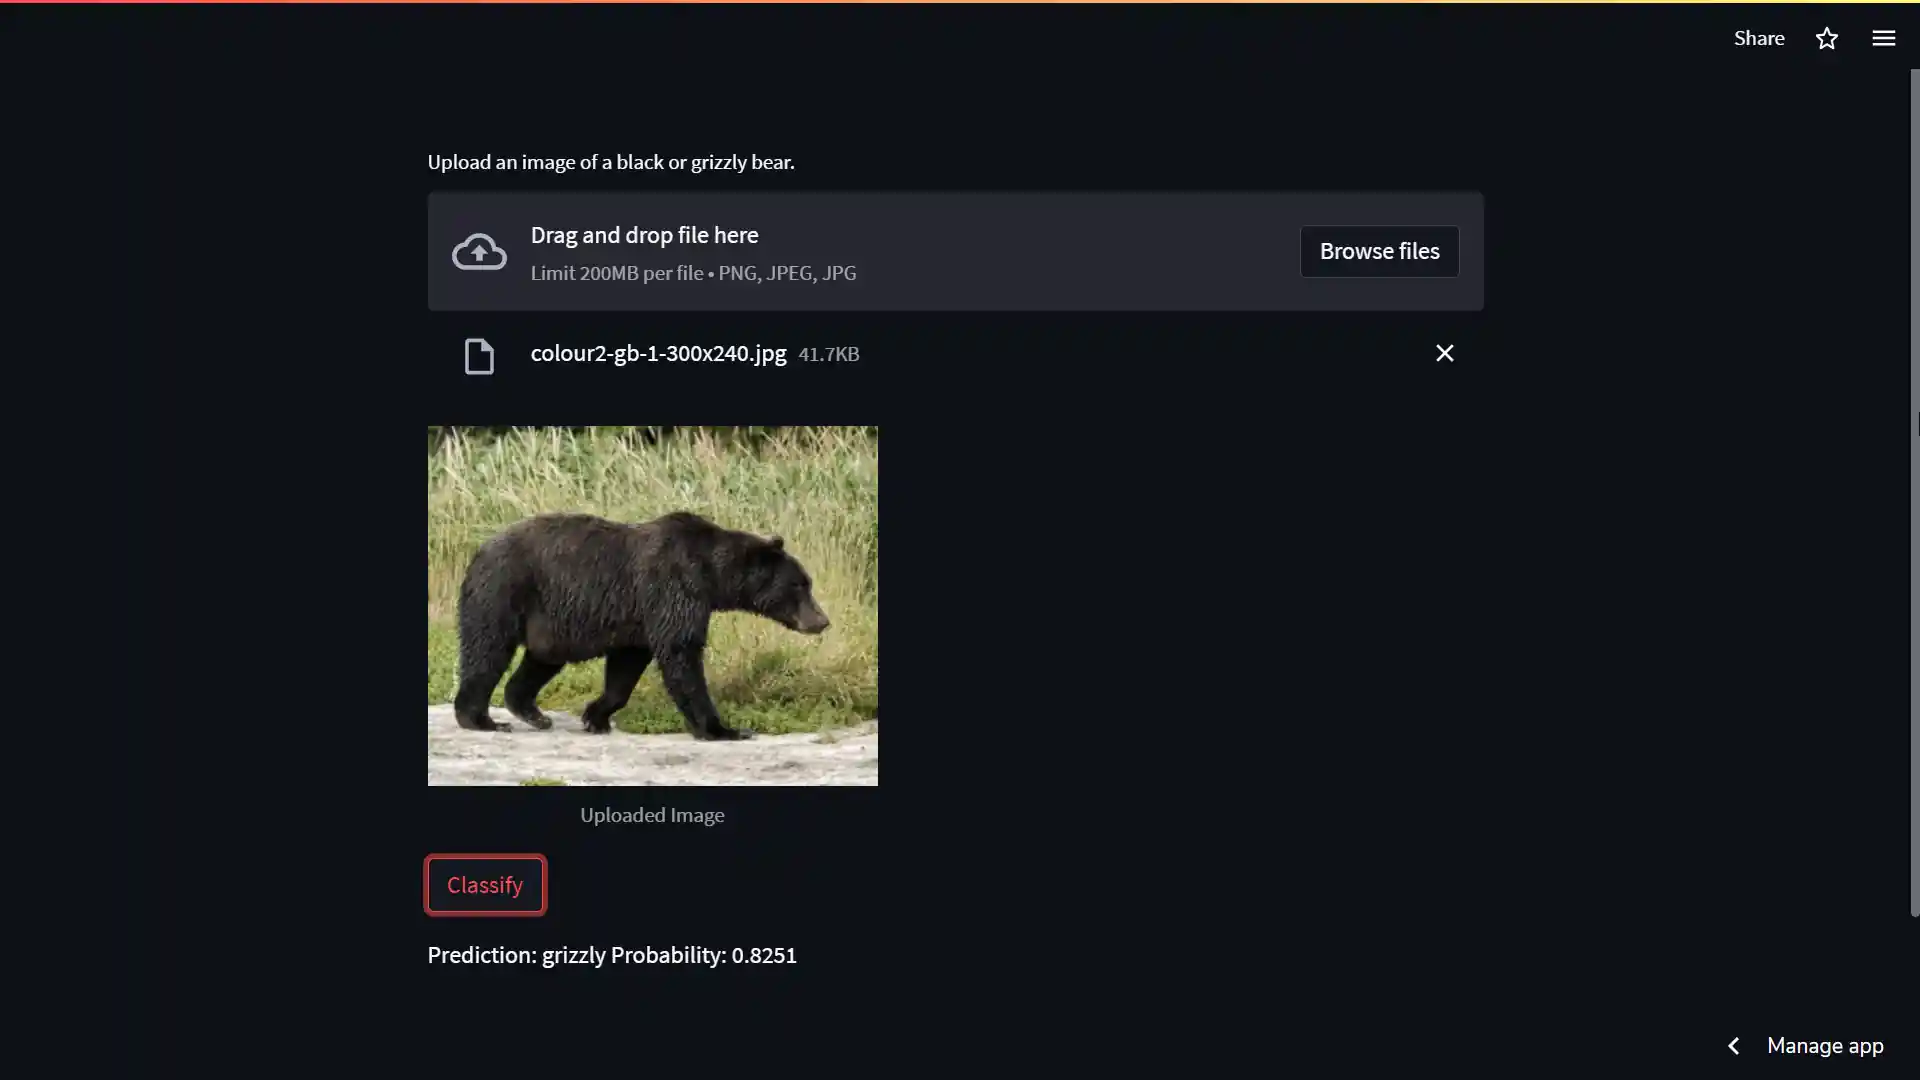 Share
Upload an image of a black or grizzly bear.
Drag and drop file here
Limit 200MB per file • PNG, JPEG, JPG
Browse files
colour2-gb-1-300x240.jpg 41.7KB
Uploaded Image
Classify
Prediction: grizzly Probability: 0.8251
Manage app